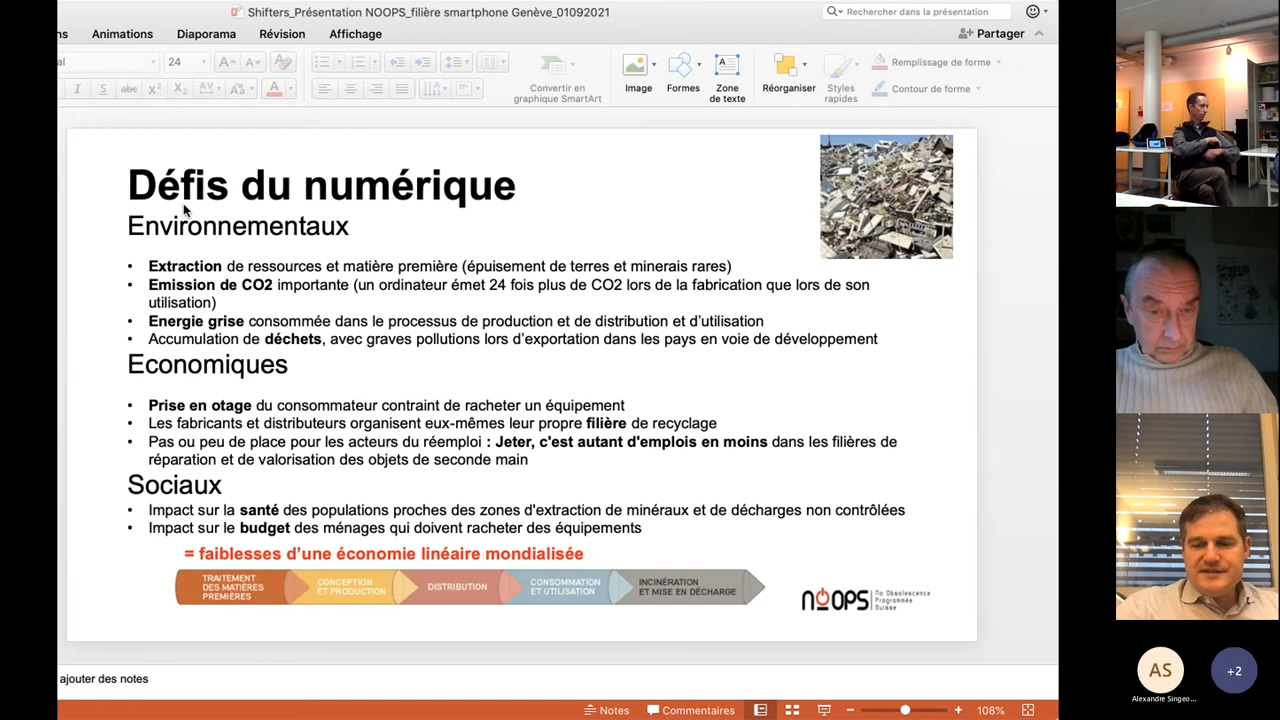 Shifters_Présentation NOOPS_filière smartphone Genève_01092021
Rechercher dans la présentation
ns Animations Diaporama Révision Affichage
Partager
al 24
Convertir en
graphique SmartArt
Image Formes Zone
de texte
Réorganiser Styles
rapides
Remplissage de forme
Contour de forme
Défis du numérique
Environnementaux
• Extraction de ressources et matière première (épuisement de terres et minerais rares)
• Emission de CO2 importante (un ordinateur émet 24 fois plus de CO2 lors de la fabrication que lors de son
utilisation)
• Energie grise consommée dans le processus de production et de distribution et d'utilisation
• Accumulation de déchets, avec graves pollutions lors d'exportation dans les pays en voie de développement
Economiques
• Prise en otage du consommateur contraint de racheter un équipement
• Les fabricants et distributeurs organisent eux-mêmes leur propre filière de recyclage
• Pas ou peu de place pour les acteurs du réemploi : Jeter, c'est autant d'emplois en moins dans les filières de
réparation et de valorisation des objets de seconde main
Sociaux
• Impact sur la santé des populations proches des zones d'extraction de minéraux et de décharges non contrôlées
• Impact sur le budget des ménages qui doivent racheter des équipements
= faiblesses d'une économie linéaire mondialisée
TRAITEMENT
DES MATIÈRES
PREMIÈRES
CONCEPTION
ET PRODUCTION
DISTRIBUTION
CONSOMMATION
ET UTILISATION
INCINÉRATION
ET MISE EN DÉCHARGE
NOOPS
No Obsolescence
Programmée
Suisse
ajouter des notes
Notes Commentaires 108%
AS
Alexandre Singeo...
+2